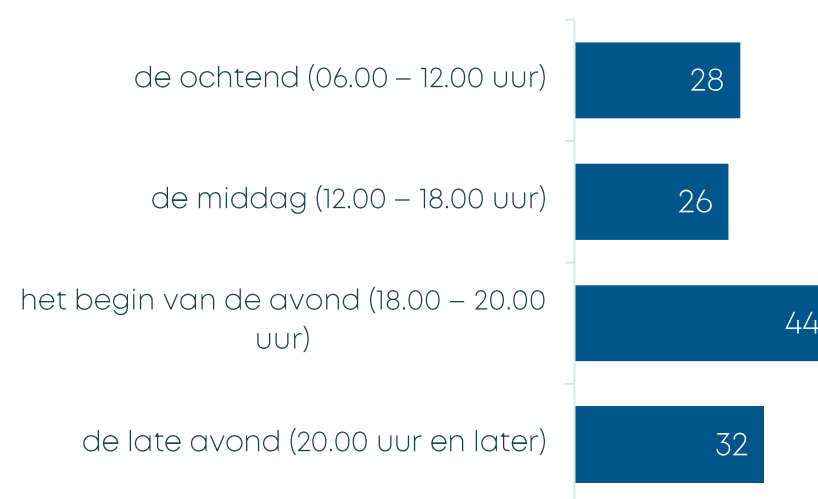 de ochtend (06.00 – 12.00 uur)
28
de middag (12.00 – 18.00 uur)
26
het begin van de avond (18.00 – 20.00
uur)
44
de late avond (20.00 uur en later)
32